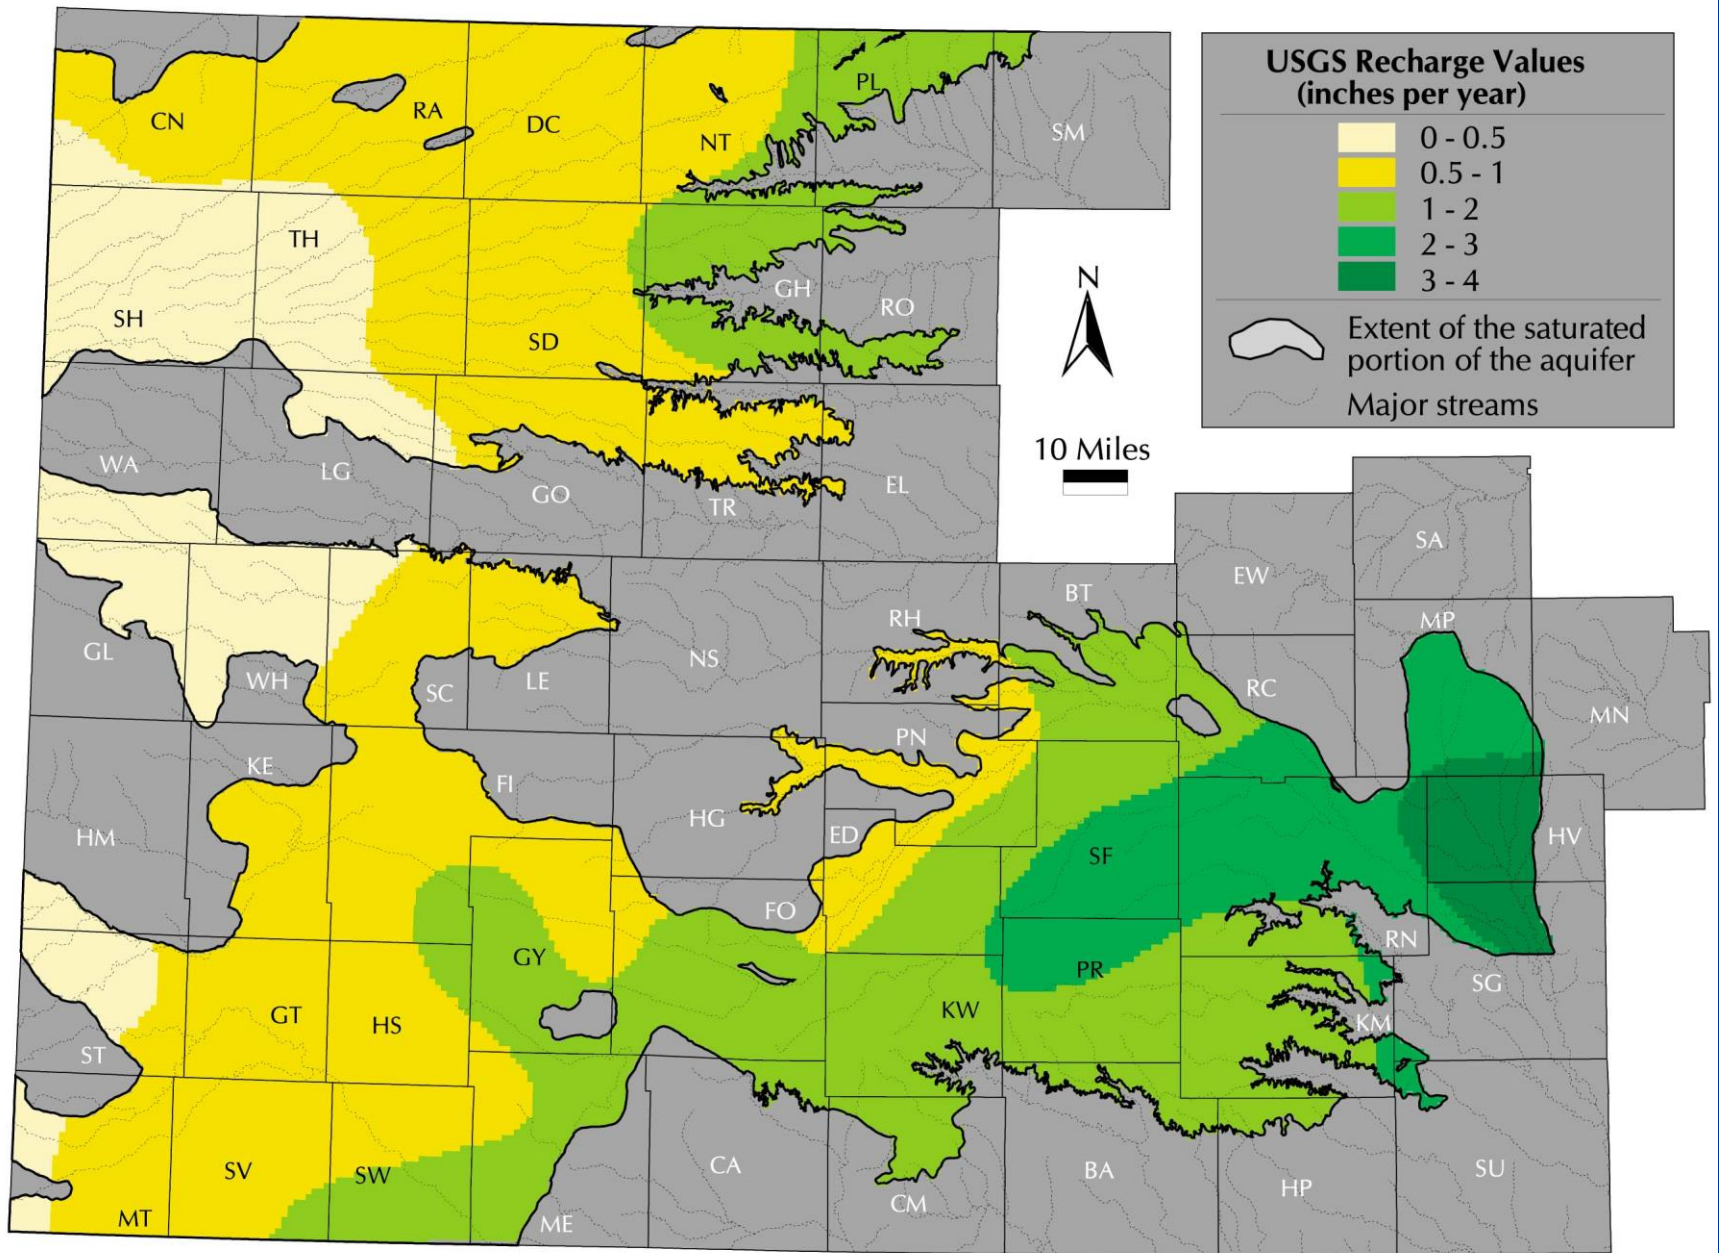 USGS Recharge Values
(inches per year)
0 - 0.5
0.5 - 1
1 - 2
2 - 3
3 - 4
Extent of the saturated
portion of the aquifer
Major streams
N
10 Miles
CN
RA
DC
NT
PL
SM
TH
SH
SD
GH
RO
WA
LG
GO
TR
EL
GL
WH
SC
LE
NS
RH
BT
EW
SA
MP
RC
MN
HM
KE
FI
HG
PN
ED
SF
HV
FO
GY
KW
PR
RN
SG
KM
ST
GT
HS
MT
SV
SW
ME
CA
CM
BA
HP
SU